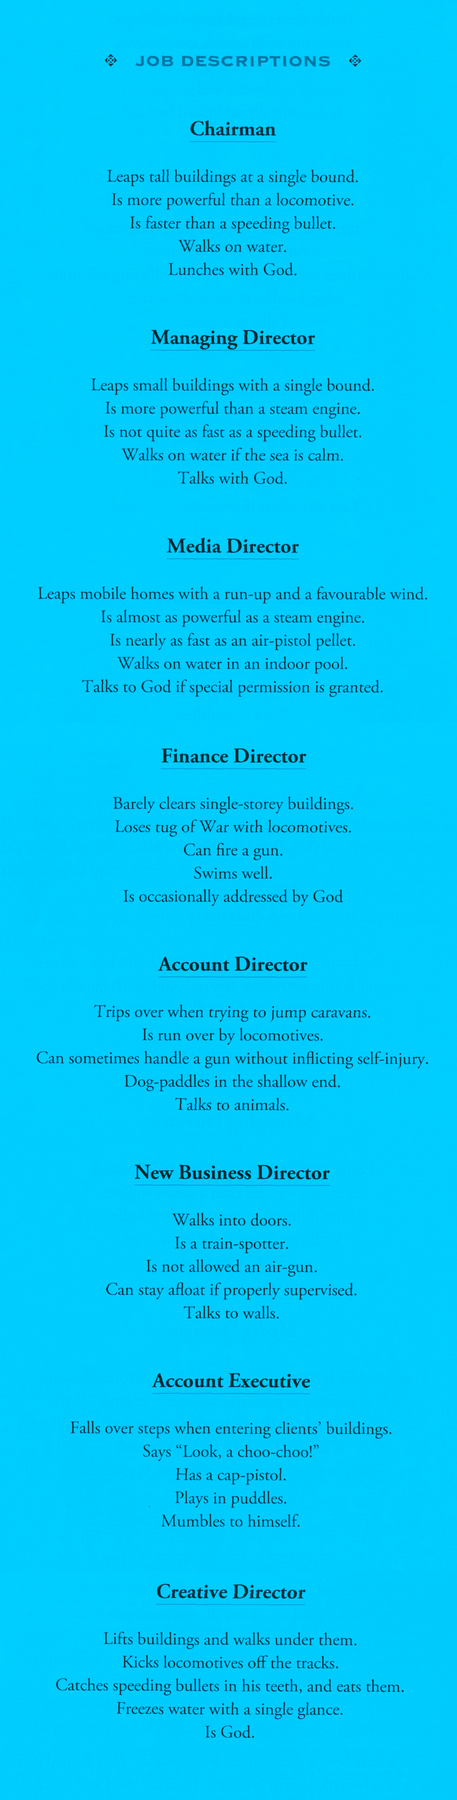 JOB DESCRIPTIONS
Chairman
Leaps tall buildings at a single bound.
Is more powerful than a locomotive.
Is faster than a speeding bullet.
Walks on water.
Lunches with God.
Managing Director
Leaps small buildings with a single bound.
Is more powerful than a steam engine.
Is not quite as fast as a speeding bullet.
Walks on water if the sea is calm.
Talks with God.
Media Director
Leaps mobile homes with a run-up and a favourable wind.
Is almost as powerful as a steam engine.
Is nearly as fast as an air-pistol pellet.
Walks on water in an indoor pool.
Talks to God if special permission is granted.
Finance Director
Barely clears single-storey buildings.
Loses tug of War with locomotives.
Can fire a gun.
Swims well.
Is occasionally addressed by God
Account Director
Trips over when trying to jump caravans.
Is run over by locomotives.
Can sometimes handle a gun without inflicting self-injury.
Dog-paddles in the shallow end.
Talks to animals.
New Business Director
Walks into doors.
Is a train-spotter.
Is not allowed an air-gun.
Can stay afloat if properly supervised.
Talks to walls.
Account Executive
Falls over steps when entering clients’ buildings.
Says “Look, a choo-choo!”
Has a cap-pistol.
Plays in puddles.
Mumbles to himself.
Creative Director
Lifts buildings and walks under them.
Kicks locomotives off the tracks.
Catches speeding bullets in his teeth, and eats them.
Freezes water with a single glance.
Is God.